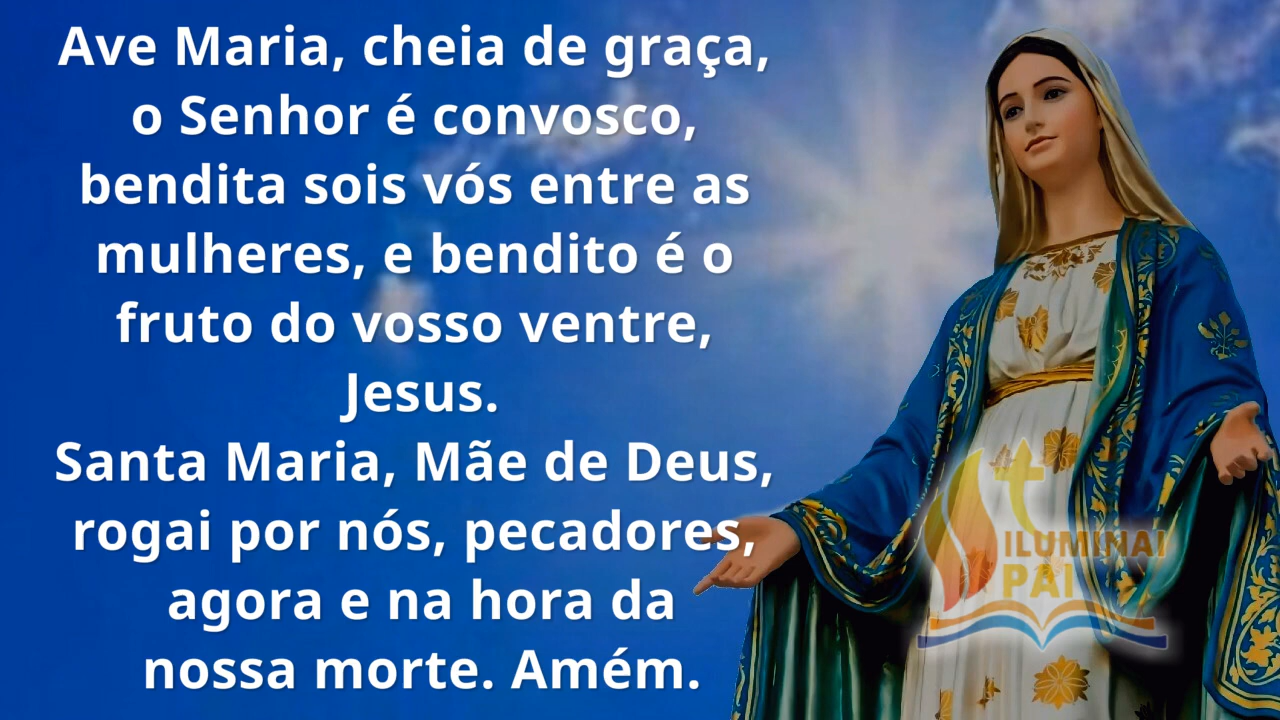 Ave Maria, cheia de graça,
o Senhor é convosco,
bendita sois vós entre as
mulheres, e bendito é o
fruto do vosso ventre,
Jesus.
Santa Maria, Mãe de Deus,
rogai por nós, pecadores,
agora e na hora da
nossa morte. Amém.
ILUMINAI
PAI